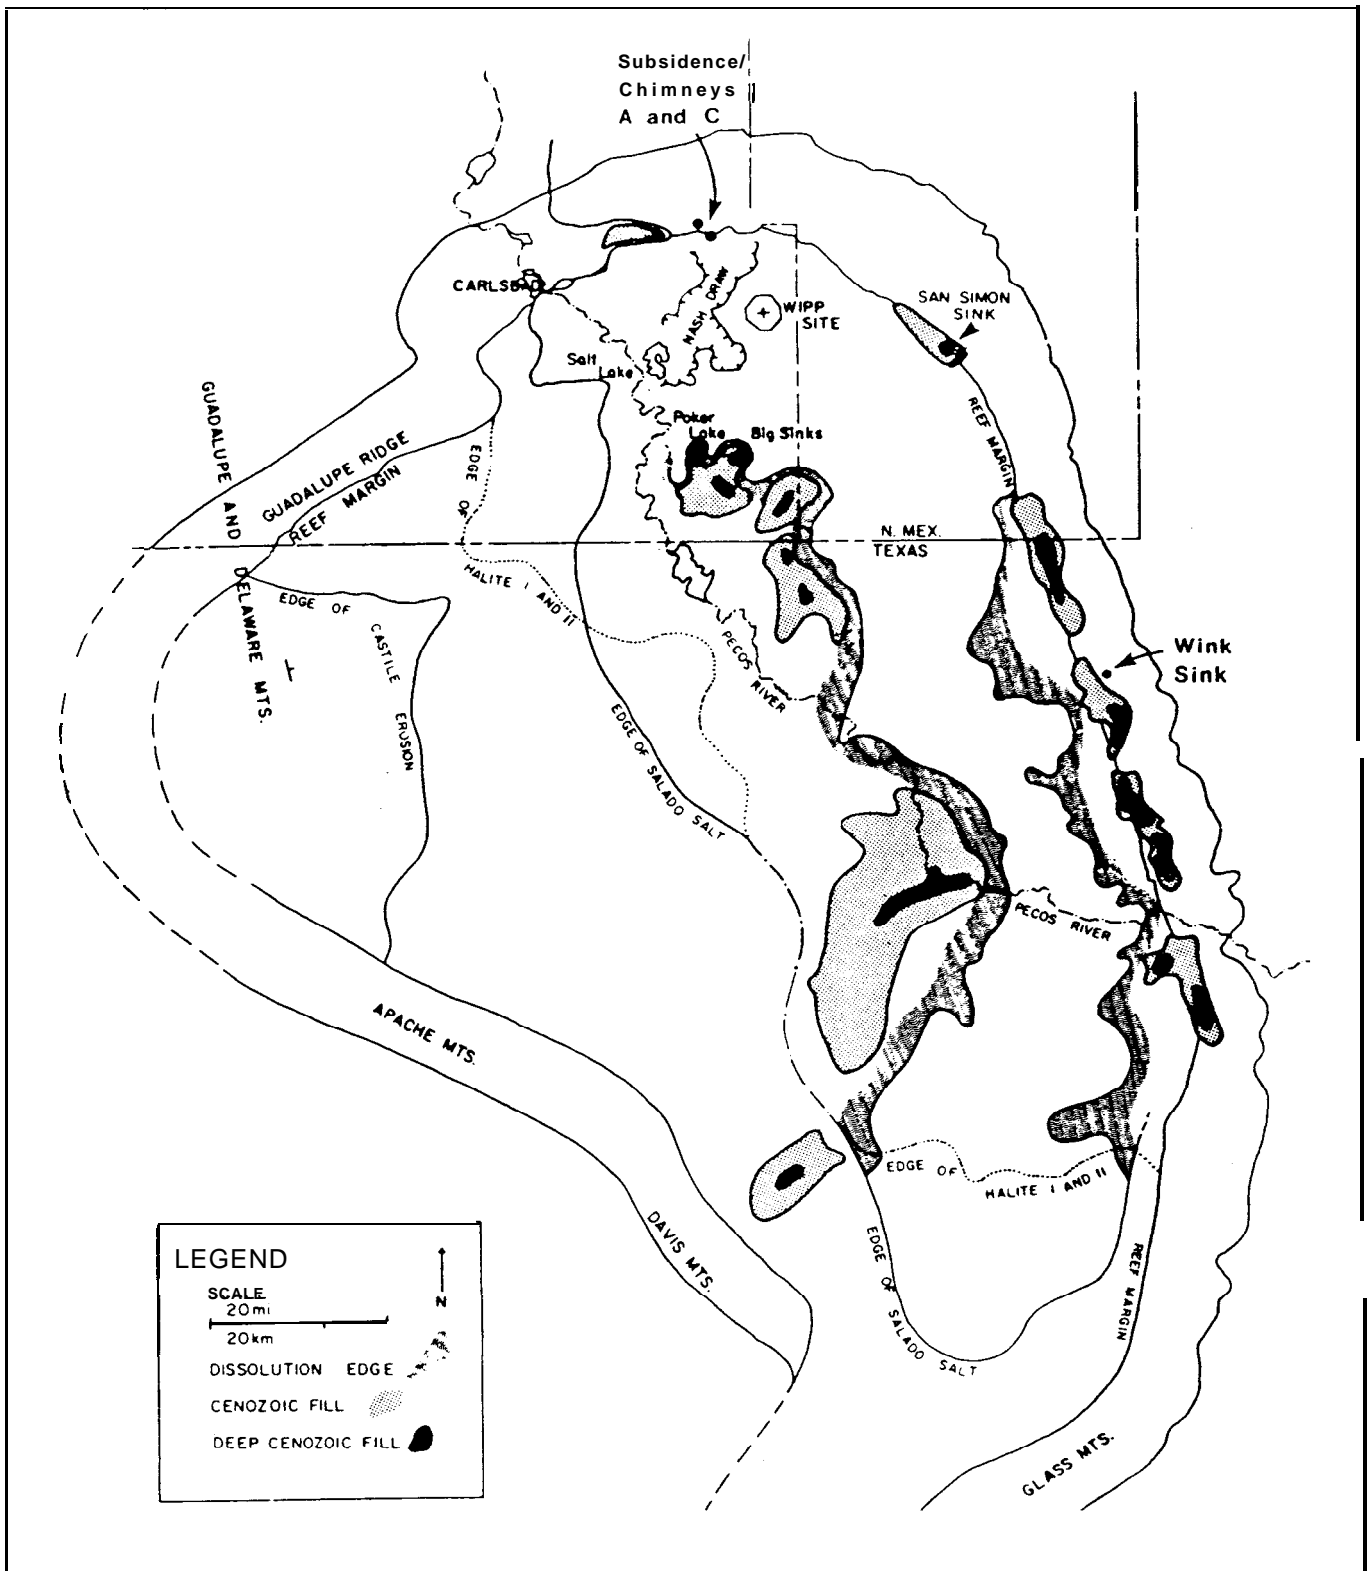 Subsidence/
Chimneys
A and C
CARLSBAD
NASH DRAW
WIPP
SITE
SAN SIMON
SINK
Salt
Lake
Poker
Lake
Big Sinks
REEF MARGIN
GUADALUPE AND
DELAWARE MTS.
GUADALUPE RIDGE
REEF MARGIN
EDGE OF
HALITE I AND II
N. MEX.
TEXAS
EDGE OF
CASTILE
EROSION
PECOS
RIVER
Wink
Sink
EDGE OF SALADO SALT
PECOS RIVER
APACHE MTS.
EDGE OF
HALITE I AND II
DAVIS MTS.
EDGE OF SALADO SALT
REEF MARGIN
GLASS MTS.
LEGEND
SCALE
20mi
20km
N
DISSOLUTION EDGE
CENOZOIC FILL
DEEP CENOZOIC FILL